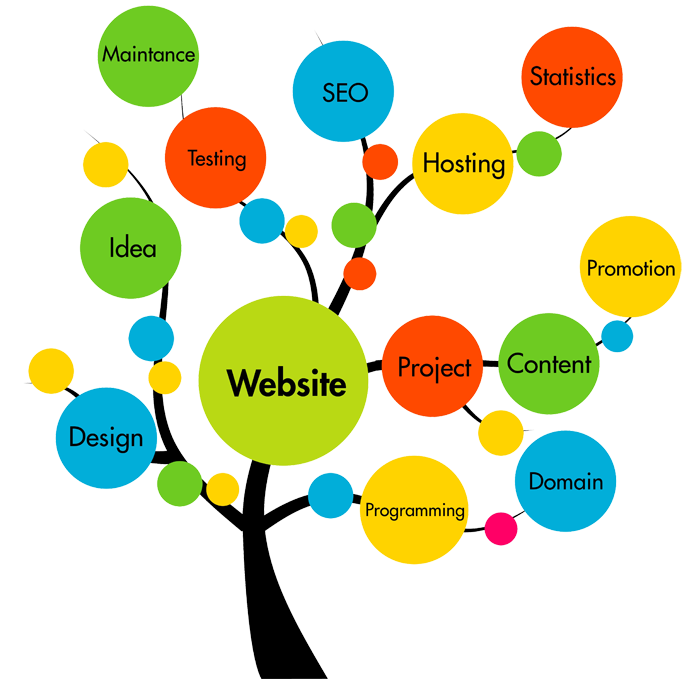 Maintance
SEO
Statistics
Testing
Hosting
Idea
Promotion
Website
Project
Content
Design
Domain
Programming